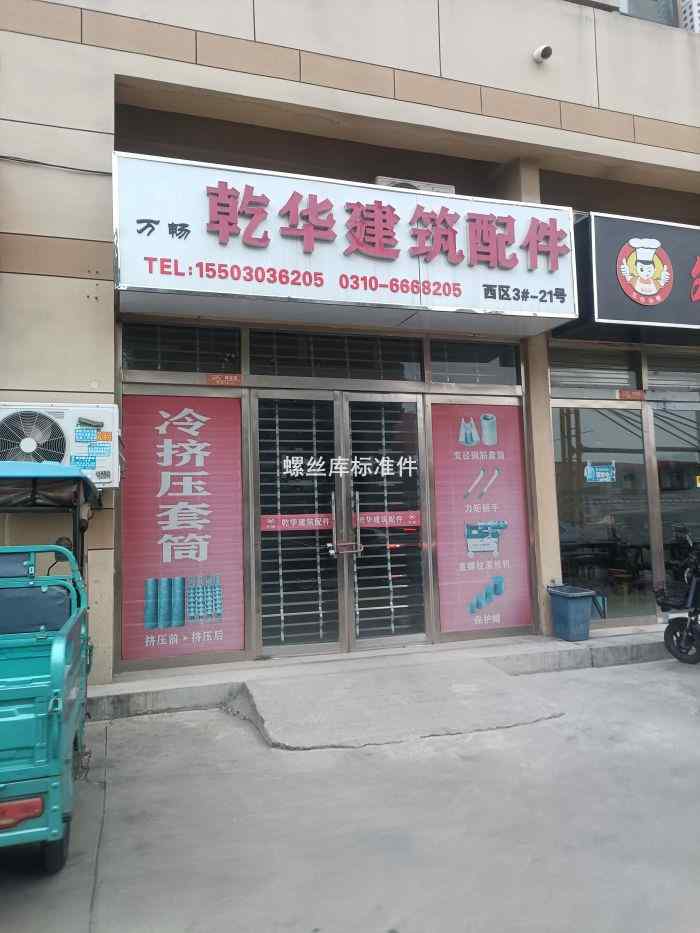 万畅 乾华建筑配件
TEL:15503036205 0310-6668205 西区3#-21号
冷挤压套筒
挤压前 挤压后
螺丝库标准件
乾华建筑配件
乾华建筑配件
变径钢筋套筒
力矩扳手
直螺纹滚丝机
保护帽